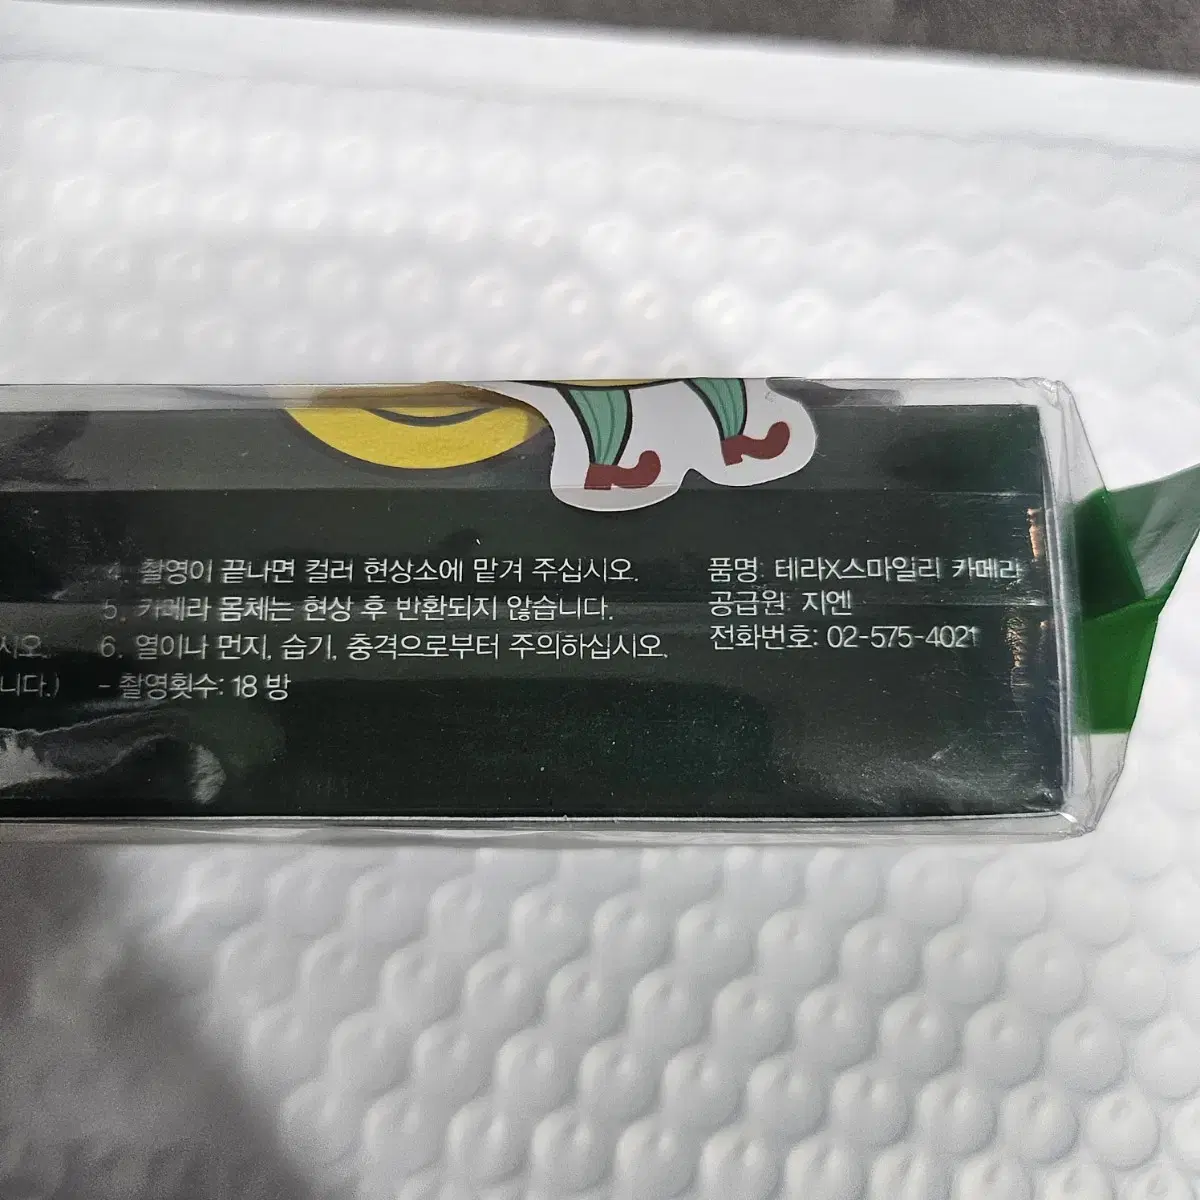 4. 촬영이 끝나면 컬러 현상소에 맡겨 주십시오.
5. 카메라 몸체는 현상 후 반환되지 않습니다.
시오. 6. 열이나 먼지, 습기, 충격으로부터 주의하십시오.
니다.) - 촬영횟수: 18 방
품명: 테라X스마일리 카메라
공급원: 지엔
전화번호: 02-575-4021